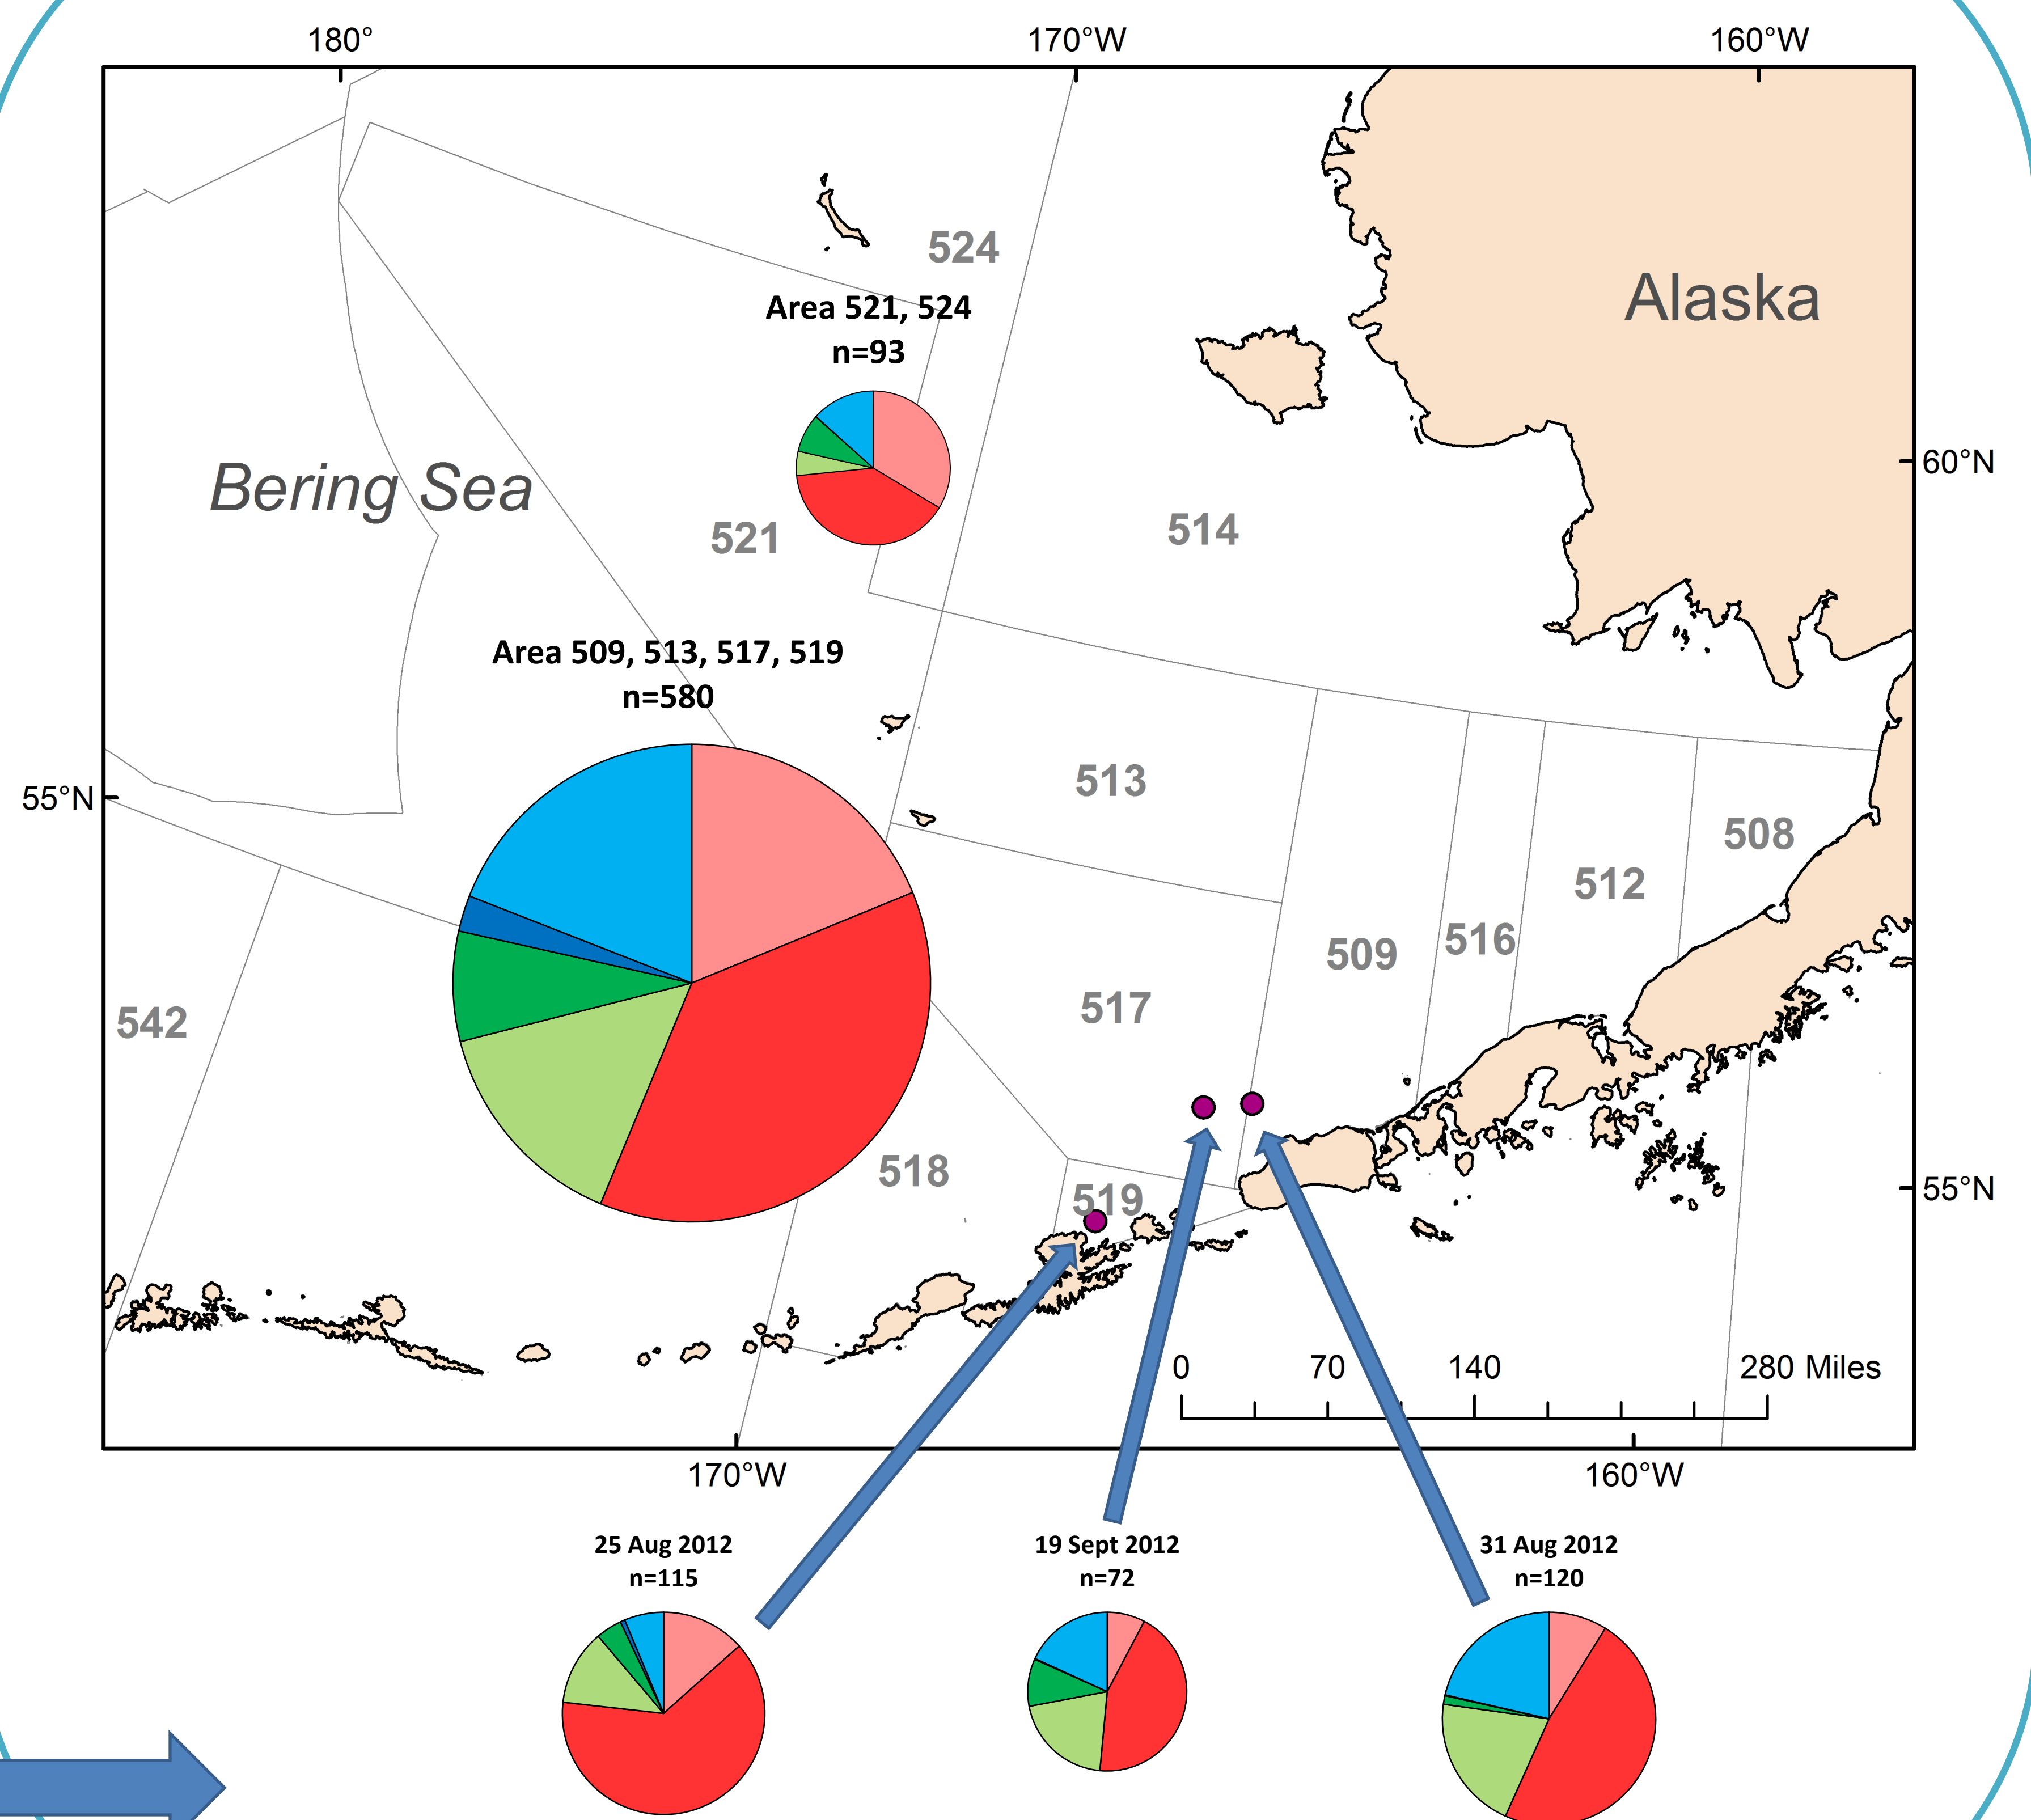 180°
170°W
160°W
524
Alaska
Area 521, 524
n=93
60°N
Bering Sea
521
514
Area 509, 513, 517, 519
n=580
513
55°N
508
512
516
509
517
542
518
519
55°N
0 70 140 280 Miles
170°W
160°W
25 Aug 2012
n=115
19 Sept 2012
n=72
31 Aug 2012
n=120